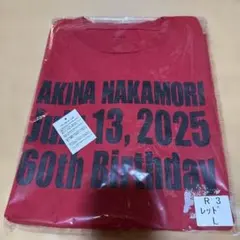 AKINA NAKAMORI
July 13, 2025
60th Birthday
R 3
レッド
L